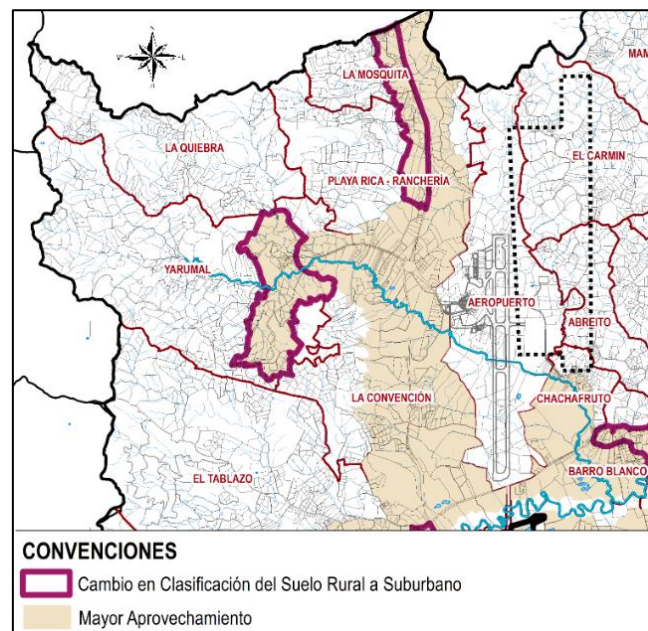 MAM
LA MOSQUITA
LA QUIEBRA
EL CARMIN
PLAYA RICA - RANCHERÍA
YARUMAL
AEROPUERTO
ABREITO
LA CONVENCIÓN
CHACHAFRUTO
EL TABLAZO
BARRO BLANCO
CONVENCIONES
Cambio en Clasificación del Suelo Rural a Suburbano
Mayor Aprovechamiento